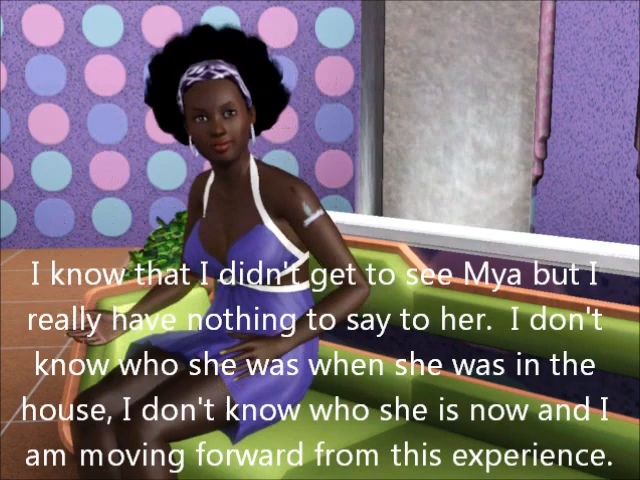 I know that I didn't get to see Mya but I
really have nothing to say to her.  I don't
know who she was when she was in the
house, I don't know who she is now and I
am moving forward from this experience.